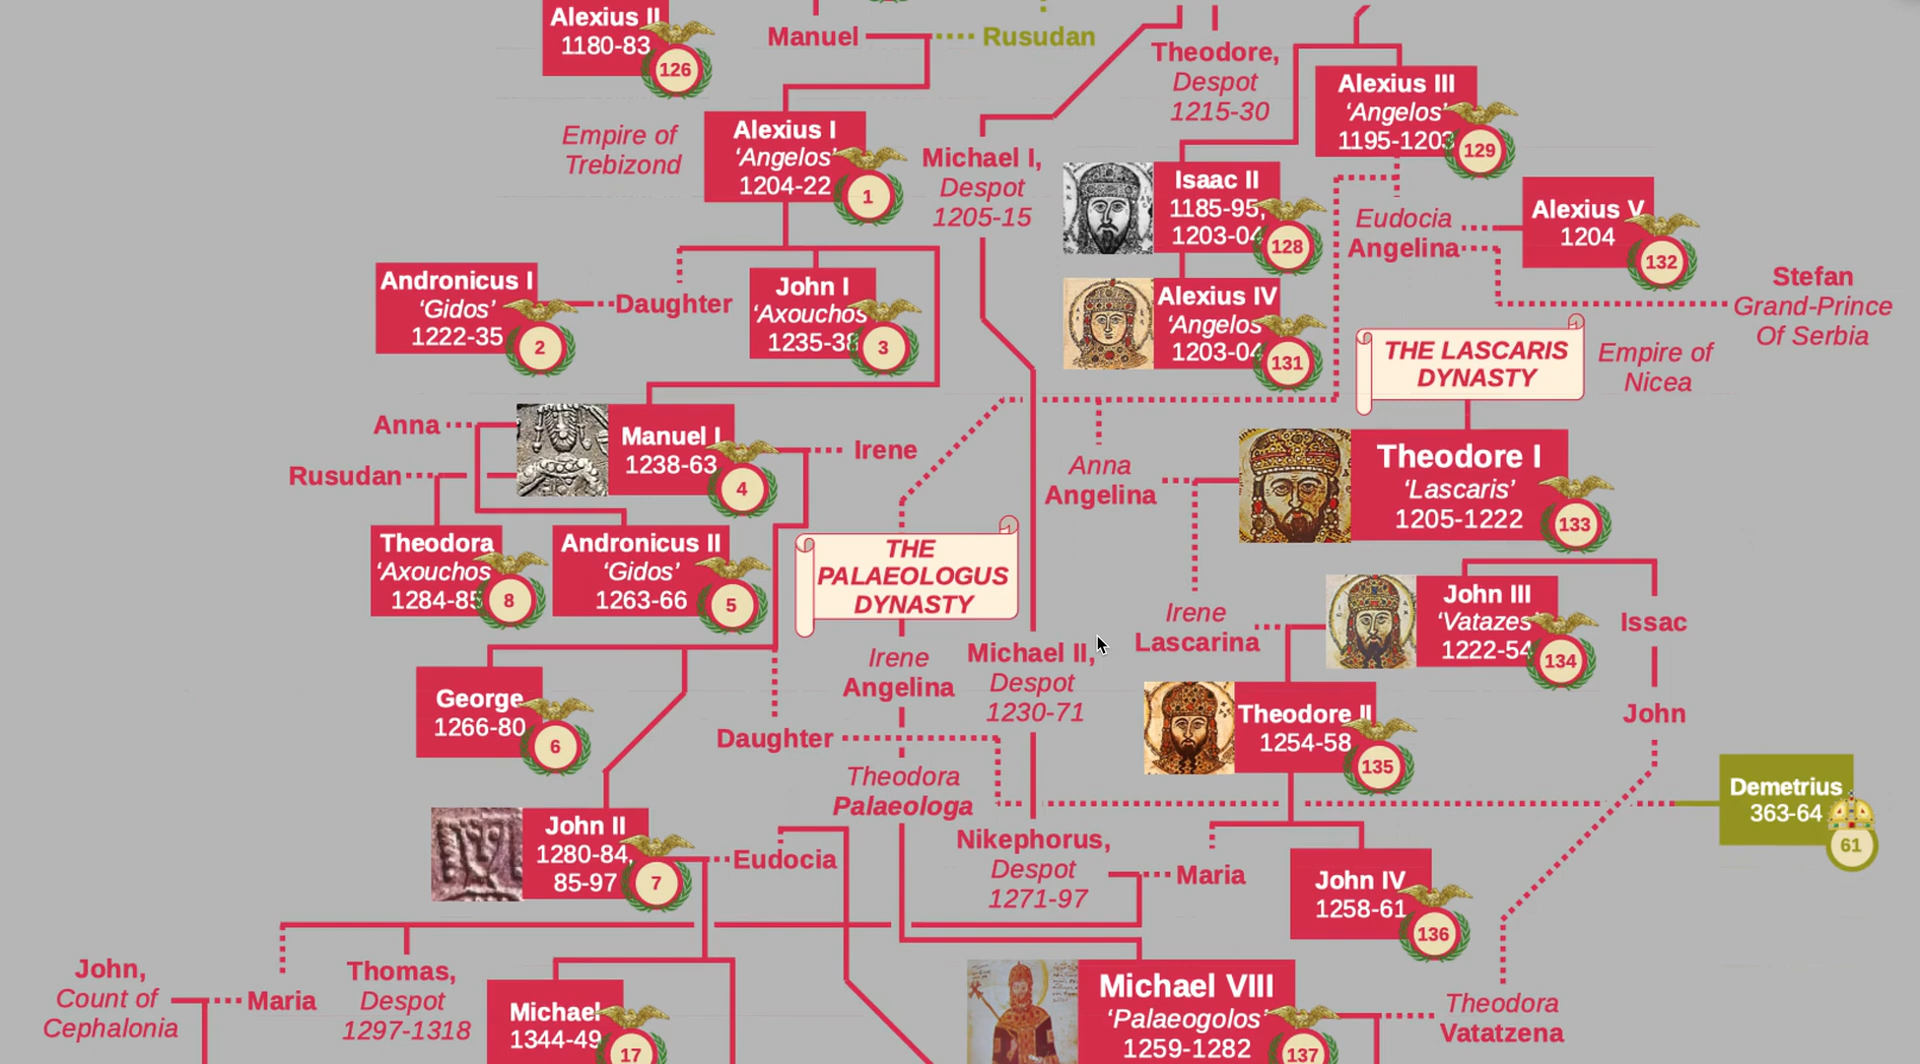 Alexius II
1180-83
126
Manuel
Rusudan
Theodore,
Despot
1215-30
Alexius III
‘Angelos’
1195-1203
129
Empire of
Trebizond
Alexius I
‘Angelos’
1204-22
1
Michael I,
Despot
1205-15
Isaac II
1185-95,
1203-04
128
Eudocia
Angelina
Alexius V
1204
132
Stefan
Grand-Prince
Of Serbia
Andronicus I
‘Gidos’
1222-35
2
Daughter
John I
‘Axouchos
1235-38
3
Alexius IV
‘Angelos
1203-04
131
THE LASCARIS
DYNASTY
Empire of
Nicea
Anna
Rusudan
Manuel I
1238-63
4
Irene
Anna
Angelina
Theodore I
‘Lascaris’
1205-1222
133
Theodora
‘Axouchos
1284-85
8
Andronicus II
‘Gidos’
1263-66
5
THE
PALAEOLOGUS
DYNASTY
Irene
Lascarina
John III
‘Vatazes
1222-54
134
Issac
George
1266-80
6
Irene
Angelina
Michael II,
Despot
1230-71
Theodore II
1254-58
135
John
Daughter
Theodora
Palaeologa
Demetrius
363-64
61
John II
1280-84,
85-97
7
Eudocia
Nikephorus,
Despot
1271-97
Maria
John IV
1258-61
136
John,
Count of
Cephalonia
Maria
Thomas,
Despot
1297-1318
Michael
1344-49
17
Michael VIII
‘Palaeogolos’
1259-1282
137
Theodora
Vatatzena